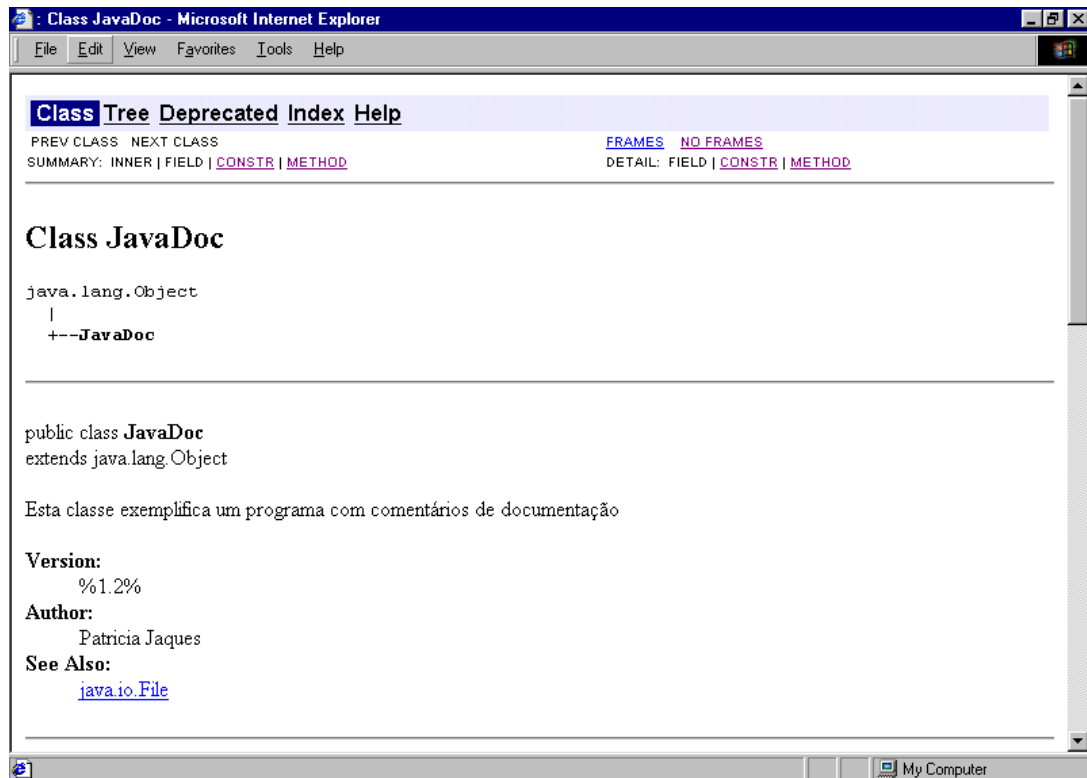 : Class JavaDoc - Microsoft Internet Explorer
File Edit View Favorites Tools Help
Class Tree Deprecated Index Help
PREV CLASS NEXT CLASS FRAMES NO FRAMES
SUMMARY: INNER | FIELD | CONSTR | METHOD DETAIL: FIELD | CONSTR | METHOD
Class JavaDoc
java.lang.Object
|
+--JavaDoc
public class JavaDoc
extends java.lang.Object
Esta classe exemplifica um programa com comentários de documentação
Version:
%1.2%
Author:
Patricia Jaques
See Also:
java.io.File
My Computer